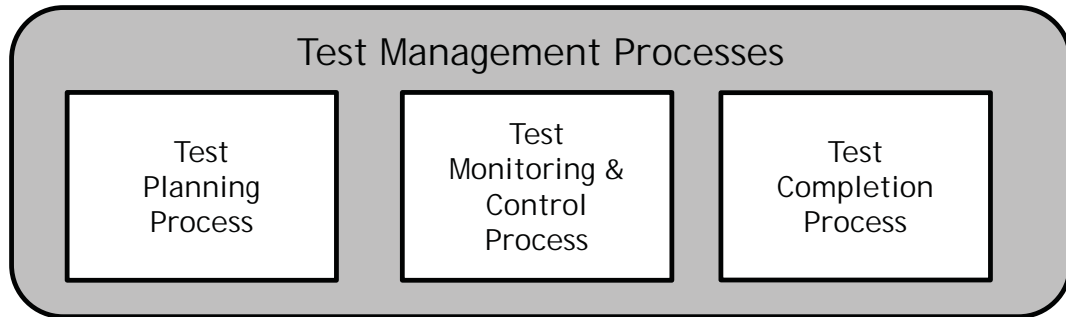 Test Management Processes
Test
Planning
Process
Test
Monitoring &
Control
Process
Test
Completion
Process